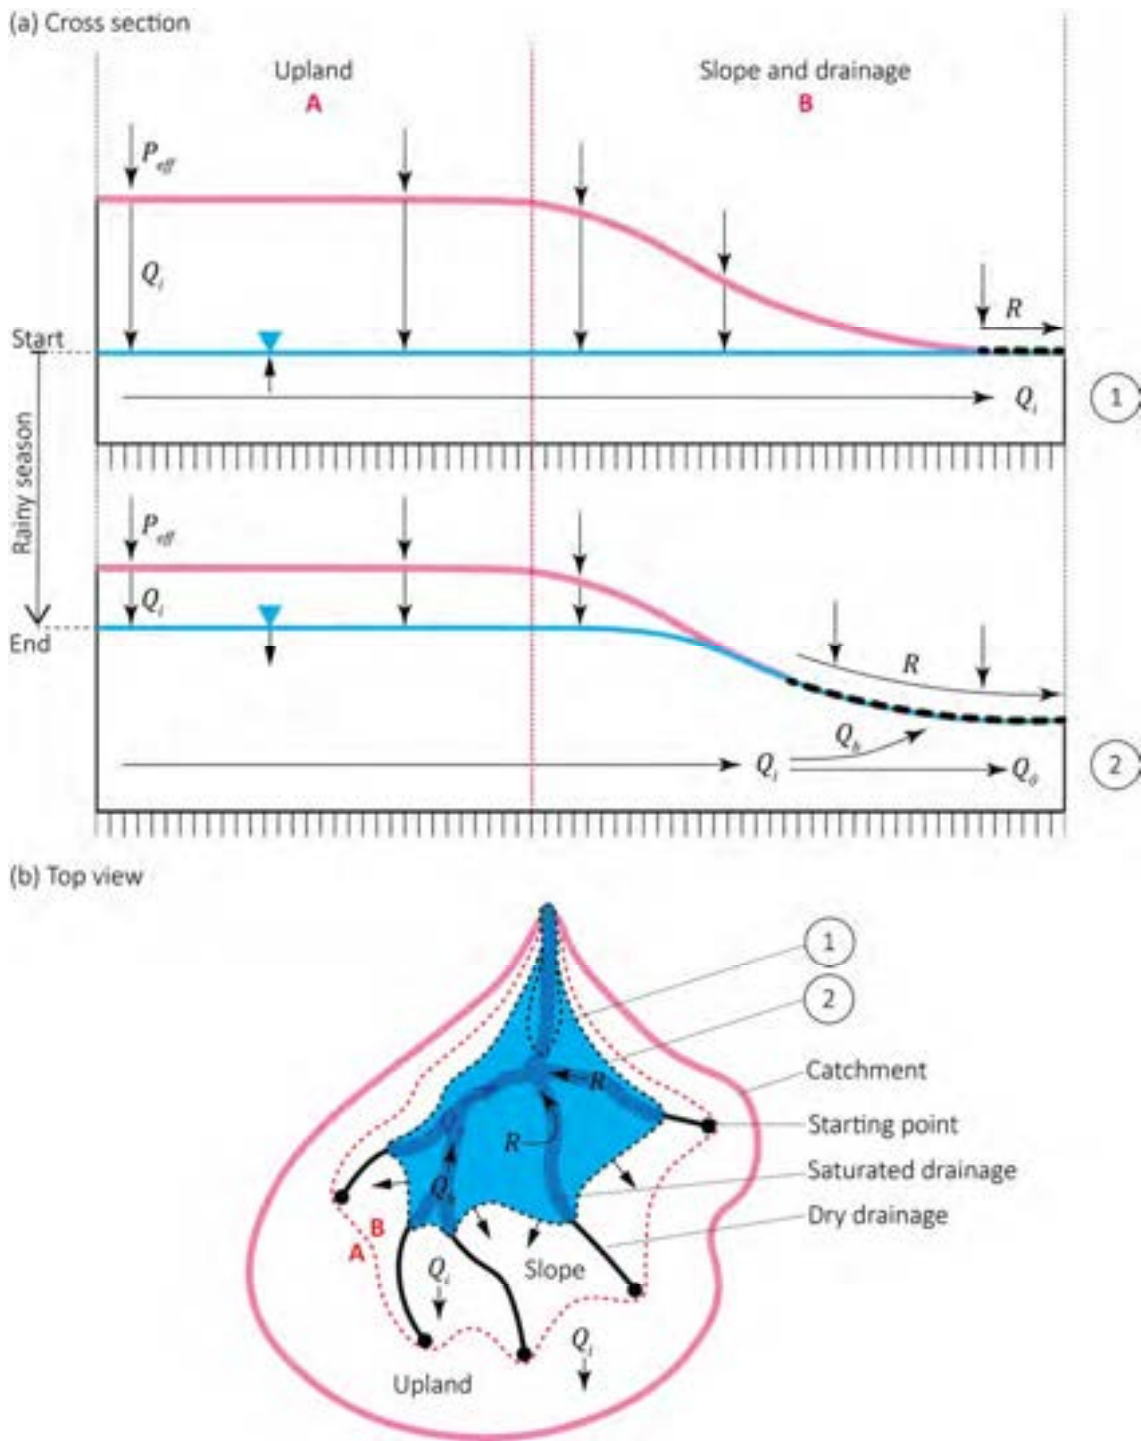 (a) Cross section
Upland
A
Slope and drainage
B
P_eff
Q_i
R
Start
Q_i
1
Rainy season
P_eff
Q_i
End
R
Q_b
Q_i
Q_0
2
(b) Top view
1
2
Catchment
R
Starting point
R
Saturated drainage
Q_b
Dry drainage
B
A
Q_i
Slope
Q_i
Upland